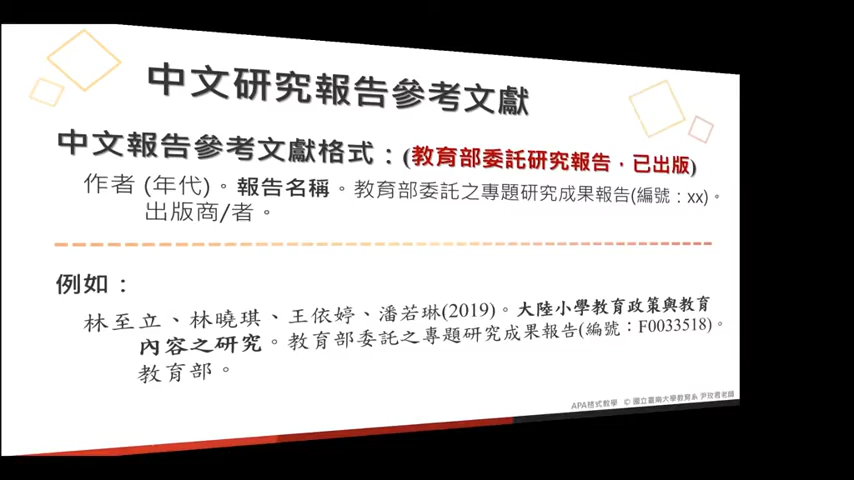 中文研究報告參考文獻
中文報告參考文獻格式：(教育部委託研究報告，已出版)
作者 (年代)。報告名稱。教育部委託之專題研究成果報告(編號：xx)。
出版商/者。
例如：
林至立、林曉琪、王依婷、潘若琳(2019)。大陸小學教育政策與教育
內容之研究。教育部委託之專題研究成果報告(編號：F0033518)。
教育部。
APA格式教學 © 國立臺南大學教育系 尹玫君老師